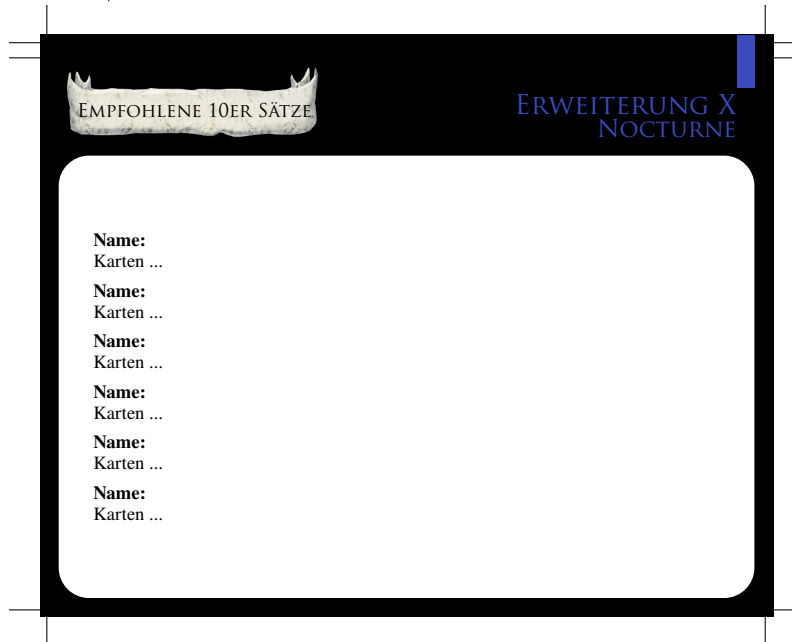 Empfohlene 10er Sätze
Erweiterung X
Nocturne
Name:
Karten ...
Name:
Karten ...
Name:
Karten ...
Name:
Karten ...
Name:
Karten ...
Name:
Karten ...